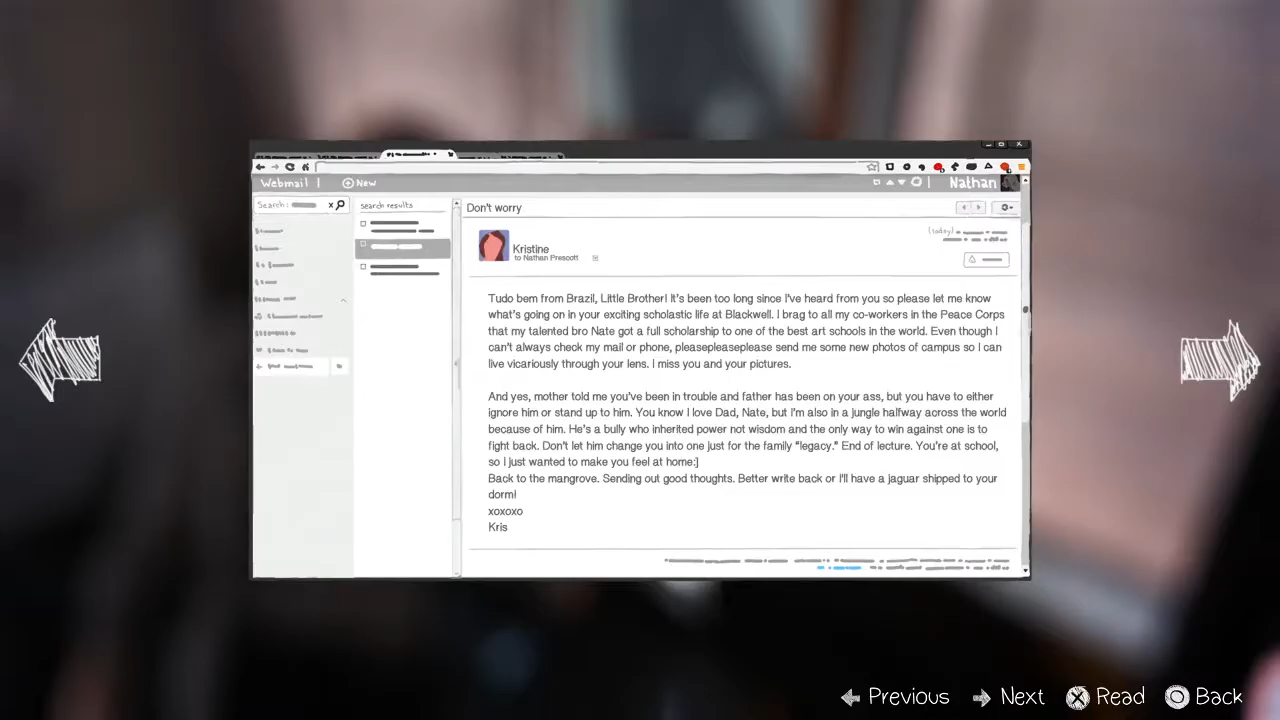 Webmail |
New
Nathan
Search:
x
search results
Don't worry
(today)
Kristine
to Nathan Prescott
Tudo bem from Brazil, Little Brother! It's been too long since I've heard from you so please let me know
what's going on in your exciting scholastic life at Blackwell. I brag to all my co-workers in the Peace Corps
that my talented bro Nate got a full scholarship to one of the best art schools in the world. Even though I
can't always check my mail or phone, pleasepleaseplease send me some new photos of campus so I can
live vicariously through your lens. I miss you and your pictures.
And yes, mother told me you've been in trouble and father has been on your ass, but you have to either
ignore him or stand up to him. You know I love Dad, Nate, but I'm also in a jungle halfway across the world
because of him. He's a bully who inherited power not wisdom and the only way to win against one is to
fight back. Don't let him change you into one just for the family "legacy." End of lecture. You're at school,
so I just wanted to make you feel at home:]
Back to the mangrove. Sending out good thoughts. Better write back or I'll have a jaguar shipped to your
dorm!
xoxoxo
Kris
Previous Next Read Back